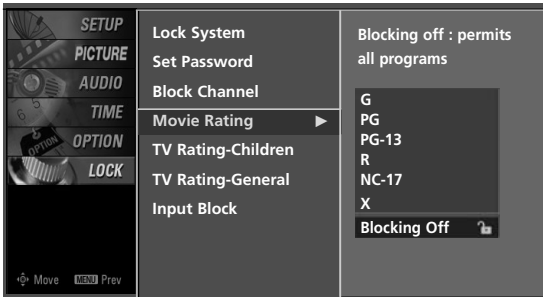 SETUP
PICTURE
AUDIO
TIME
OPTION
LOCK
Move MENU Prev
Lock System
Set Password
Block Channel
Movie Rating ▶
TV Rating-Children
TV Rating-General
Input Block
Blocking off : permits
all programs
G
PG
PG-13
R
NC-17
X
Blocking Off